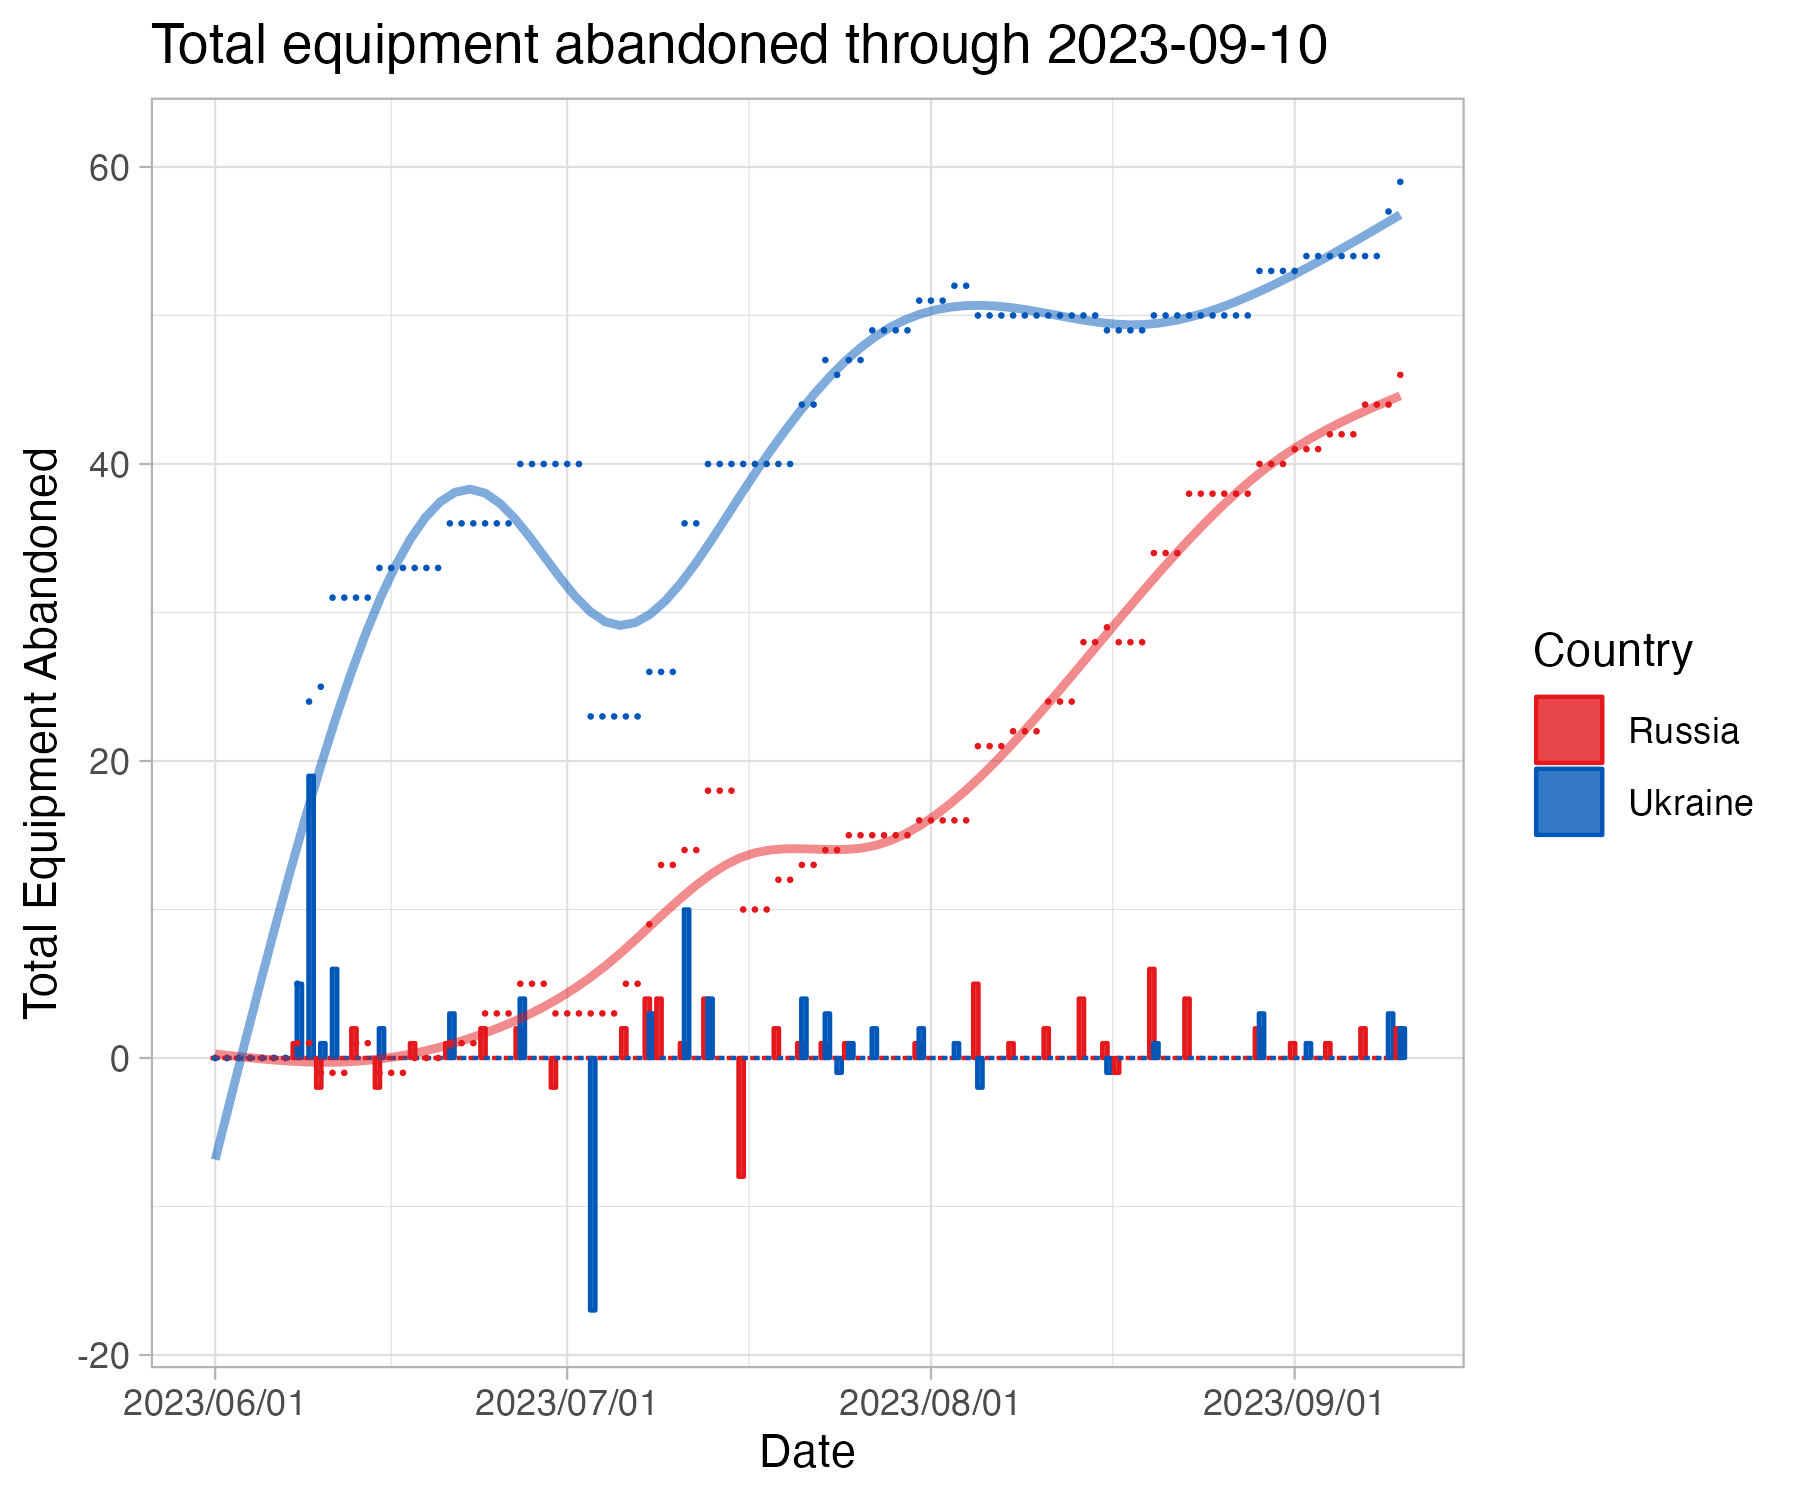 Total equipment abandoned through 2023-09-10
Total Equipment Abandoned
60
40
20
0
-20
2023/06/01
2023/07/01
2023/08/01
2023/09/01
Date
Country
Russia
Ukraine